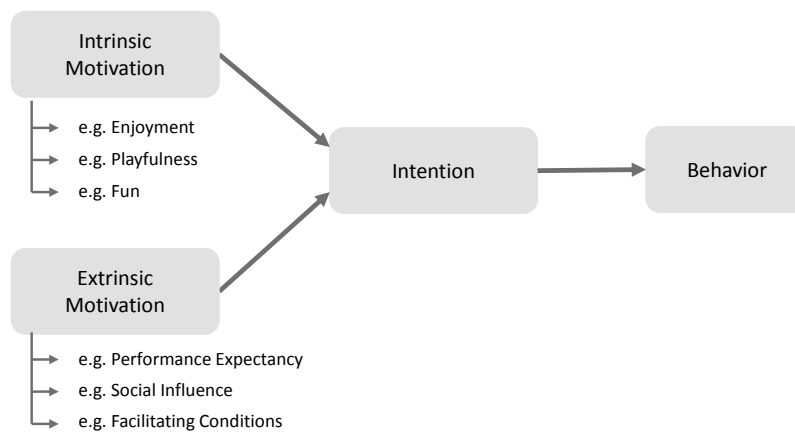 Intrinsic
Motivation
e.g. Enjoyment
e.g. Playfulness
e.g. Fun
Intention
Behavior
Extrinsic
Motivation
e.g. Performance Expectancy
e.g. Social Influence
e.g. Facilitating Conditions